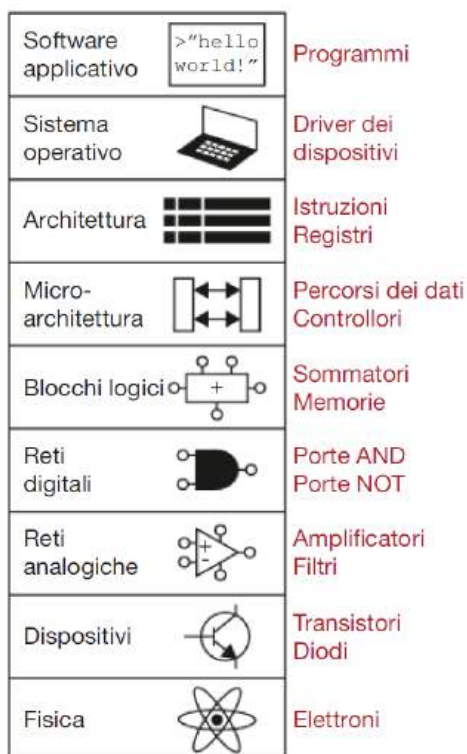 Software
applicativo
>"hello
world!"
Programmi
Sistema
operativo
Driver dei
dispositivi
Architettura
Istruzioni
Registri
Micro-
architettura
Percorsi dei dati
Controllori
Blocchi logici
+
Sommatori
Memorie
Reti
digitali
Porte AND
Porte NOT
Reti
analogiche
+
-
Amplificatori
Filtri
Dispositivi
Transistori
Diodi
Fisica
Elettroni